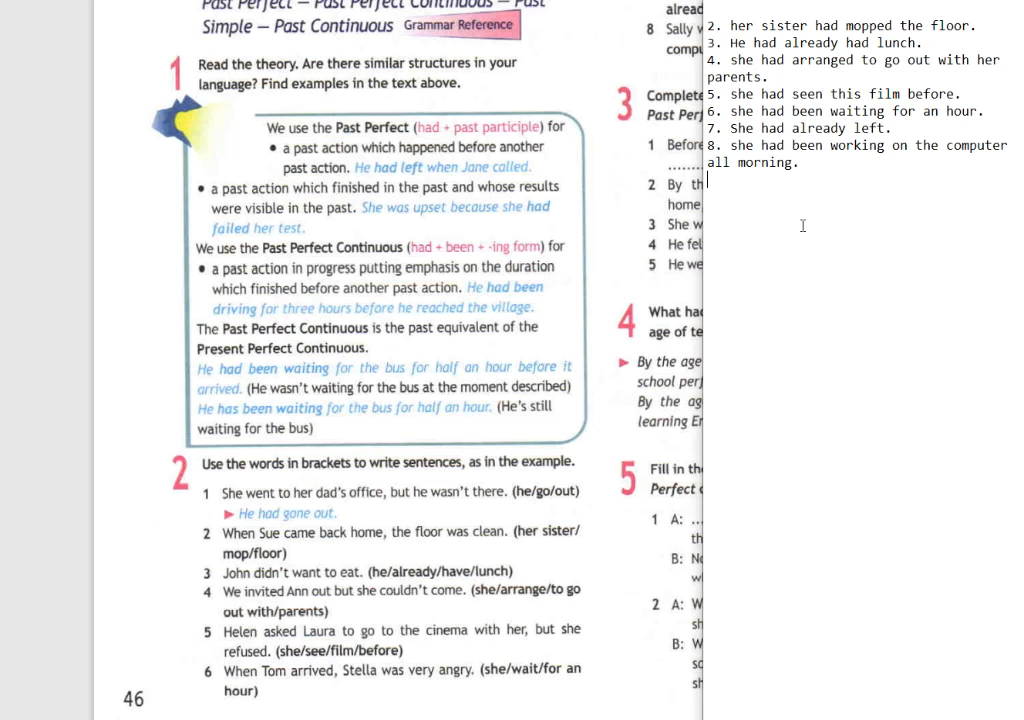 Past Perfect – Past Perfect Continuous – Past
Simple – Past Continuous Grammar Reference
1 Read the theory. Are there similar structures in your
language? Find examples in the text above.
We use the Past Perfect (had + past participle) for
• a past action which happened before another
past action. He had left when Jane called.
• a past action which finished in the past and whose results
were visible in the past. She was upset because she had
failed her test.
We use the Past Perfect Continuous (had + been + -ing form) for
• a past action in progress putting emphasis on the duration
which finished before another past action. He had been
driving for three hours before he reached the village.
The Past Perfect Continuous is the past equivalent of the
Present Perfect Continuous.
He had been waiting for the bus for half an hour before it
arrived. (He wasn't waiting for the bus at the moment described)
He has been waiting for the bus for half an hour. (He's still
waiting for the bus)
2 Use the words in brackets to write sentences, as in the example.
1 She went to her dad's office, but he wasn't there. (he/go/out)
► He had gone out.
2 When Sue came back home, the floor was clean. (her sister/
mop/floor)
3 John didn't want to eat. (he/already/have/lunch)
4 We invited Ann out but she couldn't come. (she/arrange/to go
out with/parents)
5 Helen asked Laura to go to the cinema with her, but she
refused. (she/see/film/before)
6 When Tom arrived, Stella was very angry. (she/wait/for an
hour)
46
alread
8 Sally
compu
3 Complete
Past Per
1 Before
........
2 By th
home,
3 She w
4 He fel
5 He we
4 What ha
age of te
► By the age
school per
By the ag
learning Er
5 Fill in th
Perfect
1 A: ...
th
B: N
w
2 A: W
sh
B: W
so
sh
2. her sister had mopped the floor.
3. He had already had lunch.
4. she had arranged to go out with her
parents.
5. she had seen this film before.
6. she had been waiting for an hour.
7. She had already left.
8. she had been working on the computer
all morning.